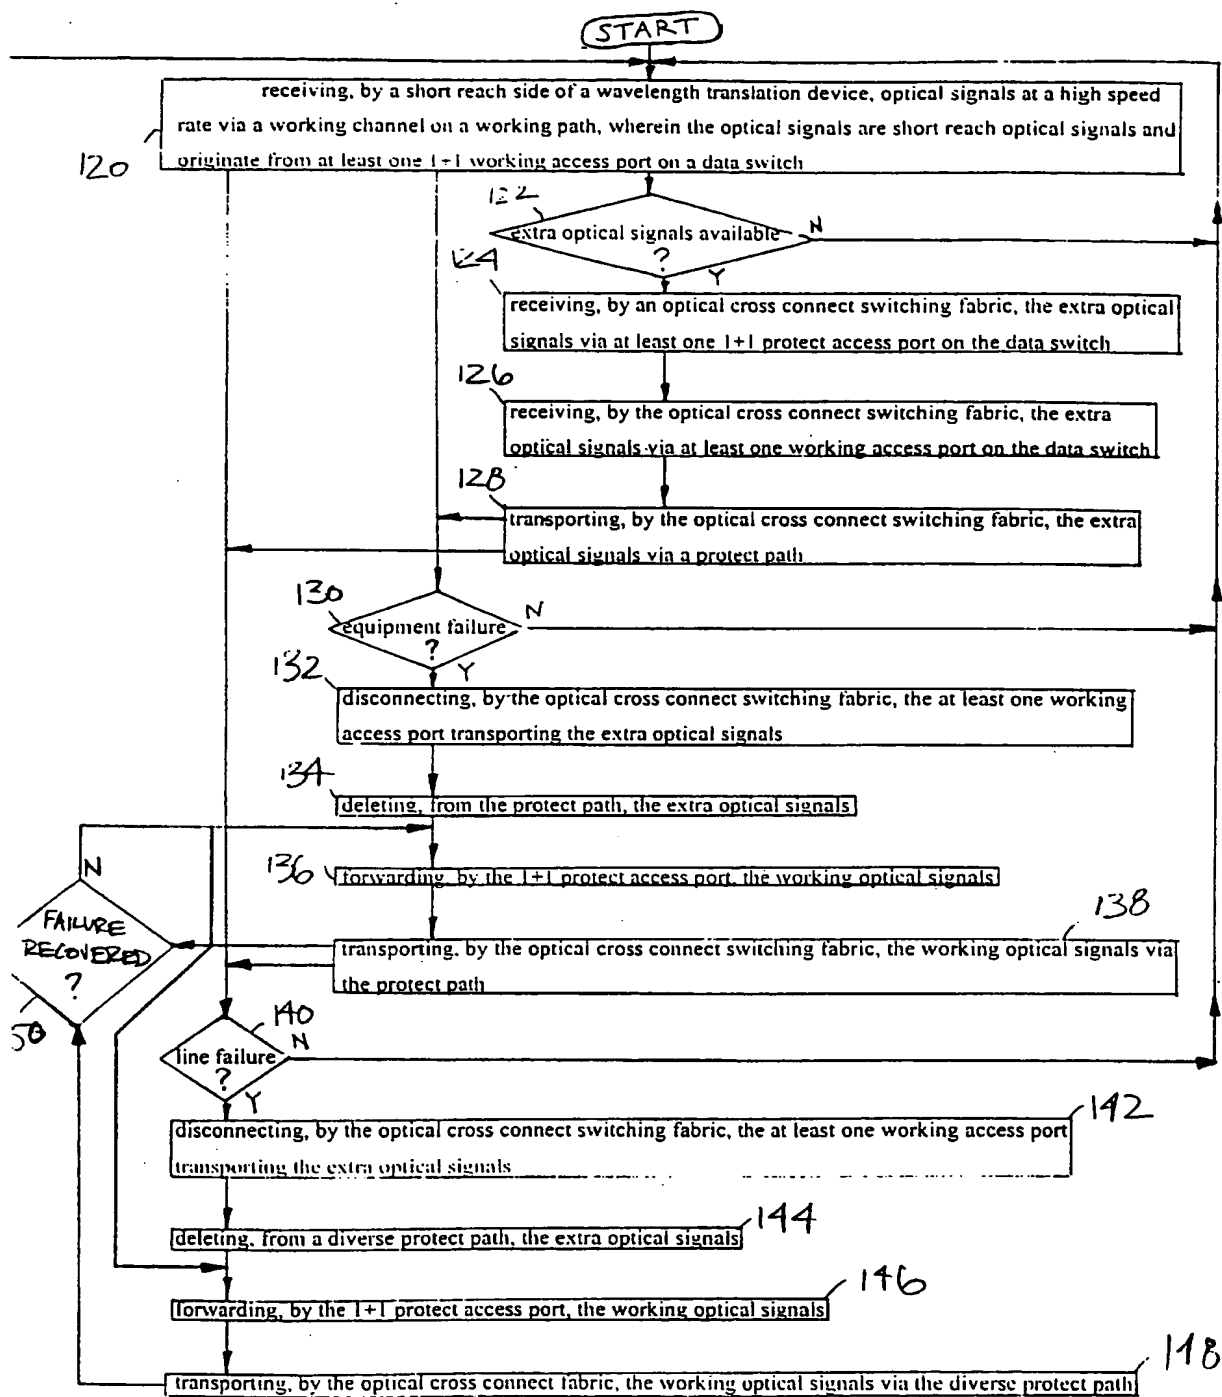 START
receiving, by a short reach side of a wavelength translation device, optical signals at a high speed
rate via a working channel on a working path, wherein the optical signals are short reach optical signals and
originate from at least one 1+1 working access port on a data switch
120
122
extra optical signals available
?
N
Y
124
receiving, by an optical cross connect switching fabric, the extra optical
signals via at least one 1+1 protect access port on the data switch
126
receiving, by the optical cross connect switching fabric, the extra
optical signals via at least one working access port on the data switch
128
transporting, by the optical cross connect switching fabric, the extra
optical signals via a protect path
130
equipment failure
?
N
Y
132
disconnecting, by the optical cross connect switching fabric, the at least one working
access port transporting the extra optical signals
134
deleting, from the protect path, the extra optical signals
136
forwarding, by the 1+1 protect access port, the working optical signals
138
transporting, by the optical cross connect switching fabric, the working optical signals via
the protect path
N
FAILURE
RECOVERED
?
50
140
line failure
?
N
Y
142
disconnecting, by the optical cross connect switching fabric, the at least one working access port
transporting the extra optical signals
144
deleting, from a diverse protect path, the extra optical signals
146
forwarding, by the 1+1 protect access port, the working optical signals
148
transporting, by the optical cross connect fabric, the working optical signals via the diverse protect path